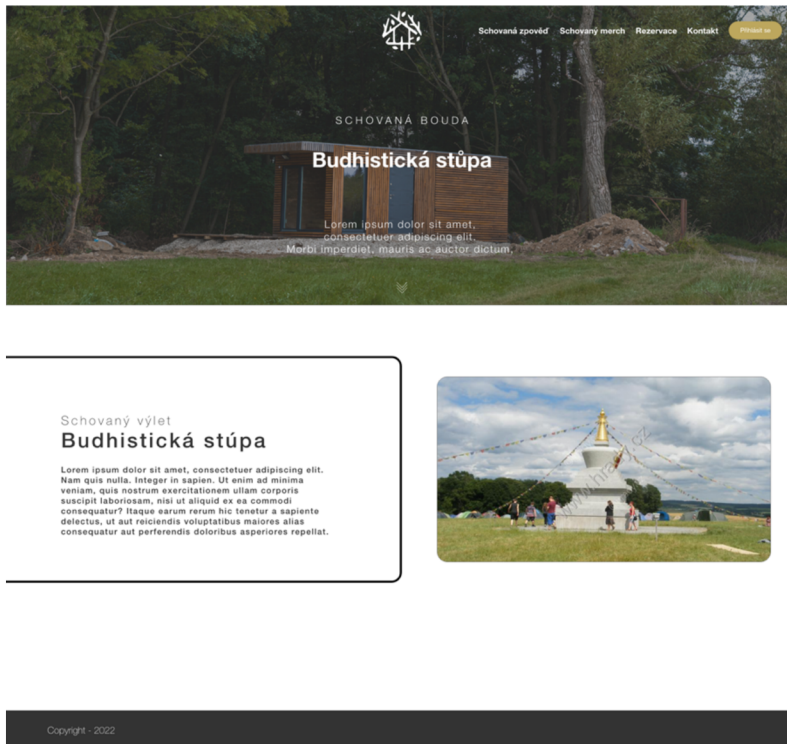 Schovaná zpověď Schovaný merch Rezervace Kontakt Přihlásit se
SCHOVANÁ BOUDA
Budhistická stůpa
Lorem ipsum dolor sit amet,
consectetuer adipiscing elit.
Morbi imperdiet, mauris ac auctor dictum,
Schovaný výlet
Budhistická stúpa
Lorem ipsum dolor sit amet, consectetuer adipiscing elit.
Nam quis nulla. Integer in sapien. Ut enim ad minima
veniam, quis nostrum exercitationem ullam corporis
suscipit laboriosam, nisi ut aliquid ex ea commodi
consequatur? Itaque earum rerum hic tenetur a sapiente
delectus, ut aut reiciendis voluptatibus maiores alias
consequatur aut perferendis doloribus asperiores repellat.
Copyright - 2022